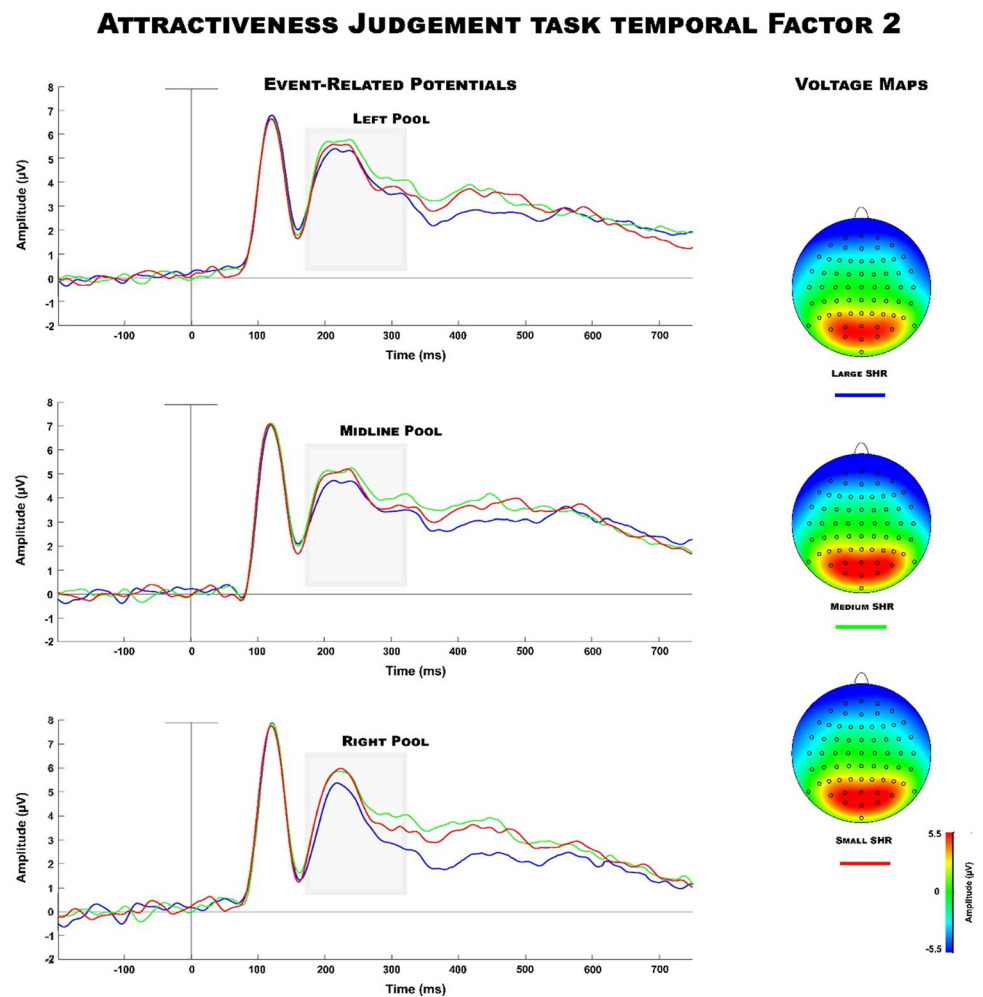 Attractiveness Judgement task temporal Factor 2
Event-Related Potentials
Voltage Maps
Left Pool
8
7
6
5
4
3
2
1
0
-1
-2
Amplitude (µV)
-100 0 100 200 300 400 500 600 700
Time (ms)
Large SHR
Midline Pool
8
7
6
5
4
3
2
1
0
-1
-2
Amplitude (µV)
-100 0 100 200 300 400 500 600 700
Time (ms)
Medium SHR
Right Pool
8
7
6
5
4
3
2
1
0
-1
-2
Amplitude (µV)
-100 0 100 200 300 400 500 600 700
Time (ms)
Small SHR
5.5
0
-5.5
Amplitude (µV)